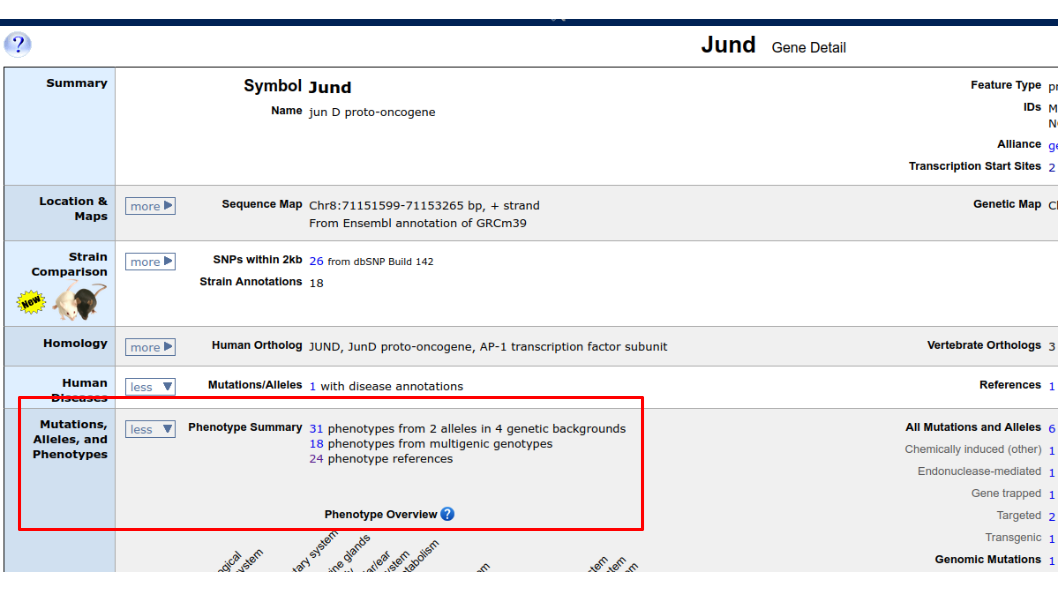 Jund Gene Detail
Summary
Symbol Jund
Name jun D proto-oncogene
Feature Type
IDs
Alliance
Transcription Start Sites 2
Location & Maps
more
Sequence Map Chr8:71151599-71153265 bp, + strand
From Ensembl annotation of GRCm39
Genetic Map
Strain Comparison
New
more
SNPs within 2kb 26 from dbSNP Build 142
Strain Annotations 18
Homology
more
Human Ortholog JUND, JunD proto-oncogene, AP-1 transcription factor subunit
Vertebrate Orthologs 3
Human Diseases
less
Mutations/Alleles 1 with disease annotations
References 1
Mutations, Alleles, and Phenotypes
less
Phenotype Summary 31 phenotypes from 2 alleles in 4 genetic backgrounds
18 phenotypes from multigenic genotypes
24 phenotype references
Phenotype Overview ?
All Mutations and Alleles 6
Chemically induced (other) 1
Endonuclease-mediated 1
Gene trapped 1
Targeted 2
Transgenic 1
Genomic Mutations 1